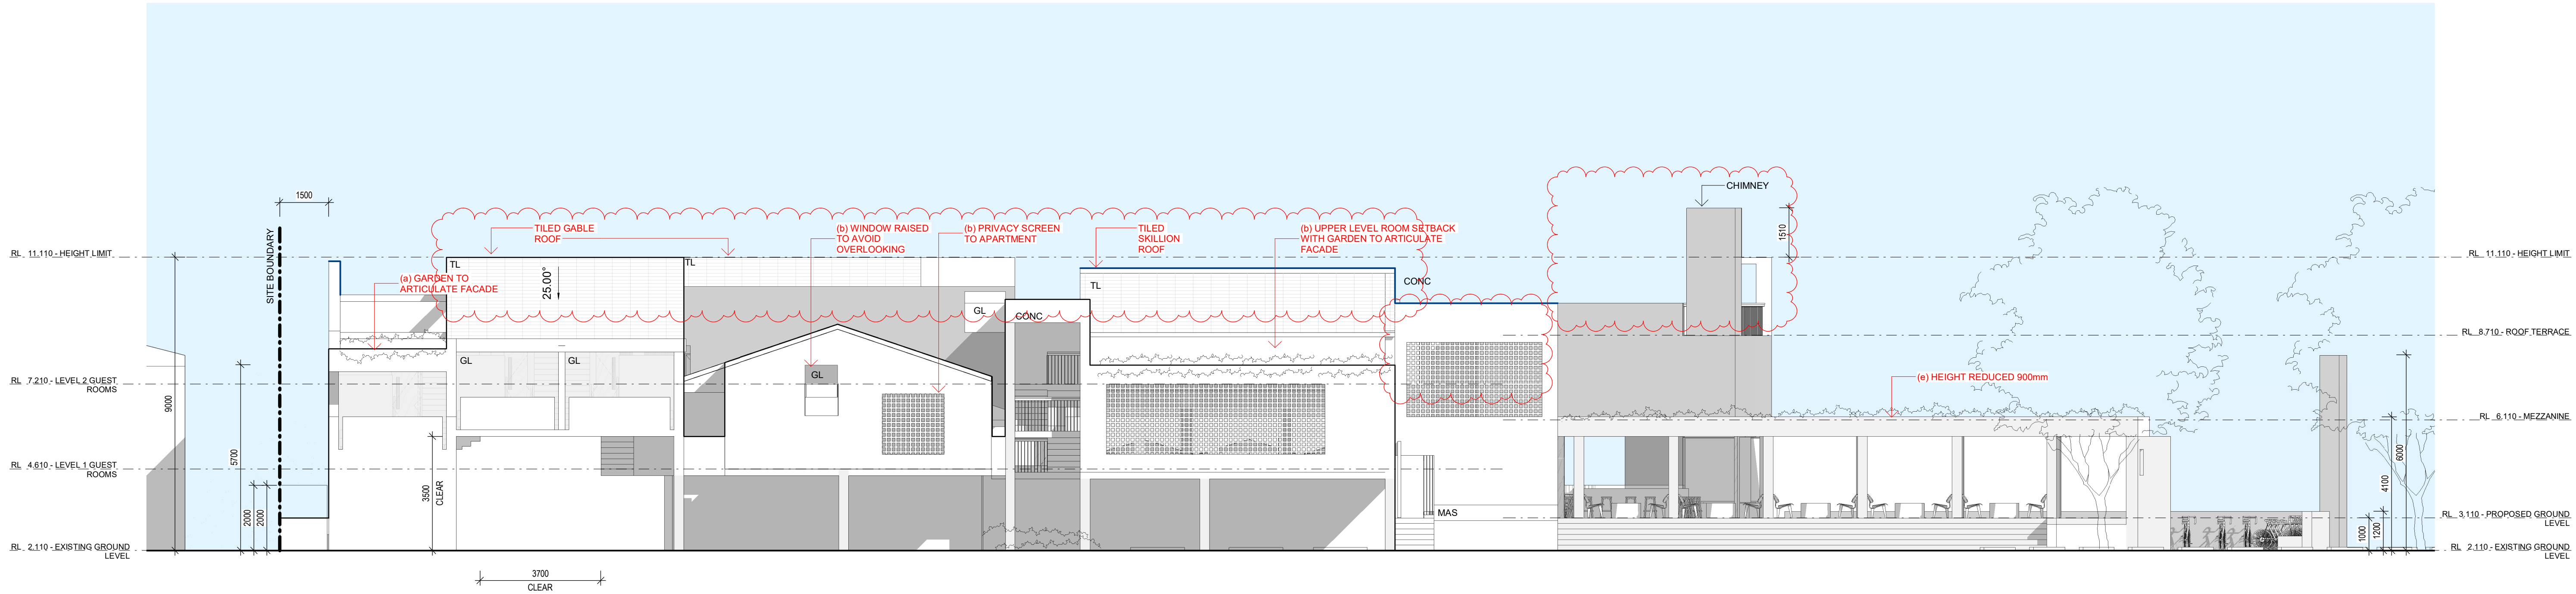 CHIMNEY
1500
1510
SITE BOUNDARY
TILED GABLE
ROOF
(b) WINDOW RAISED
TO AVOID
OVERLOOKING
(b) PRIVACY SCREEN
TO APARTMENT
TILED
SKILLION
ROOF
(b) UPPER LEVEL ROOM SETBACK
WITH GARDEN TO ARTICULATE
FACADE
RL 11.110 - HEIGHT LIMIT
RL 11.110 - HEIGHT LIMIT
TL
TL
(a) GARDEN TO
ARTICULATE FACADE
25.00°
TL
CONC
GL
CONC
RL 8.710 - ROOF TERRACE
GL
GL
GL
RL 7.210 - LEVEL 2 GUEST
ROOMS
(e) HEIGHT REDUCED 900mm
9000
RL 6.110 - MEZZANINE
5700
6000
RL 4.610 - LEVEL 1 GUEST
ROOMS
3500
CLEAR
4100
2000
2000
MAS
RL 3.110 - PROPOSED GROUND
LEVEL
1000
1200
RL 2.110 - EXISTING GROUND
LEVEL
RL 2.110 - EXISTING GROUND
LEVEL
3700
CLEAR